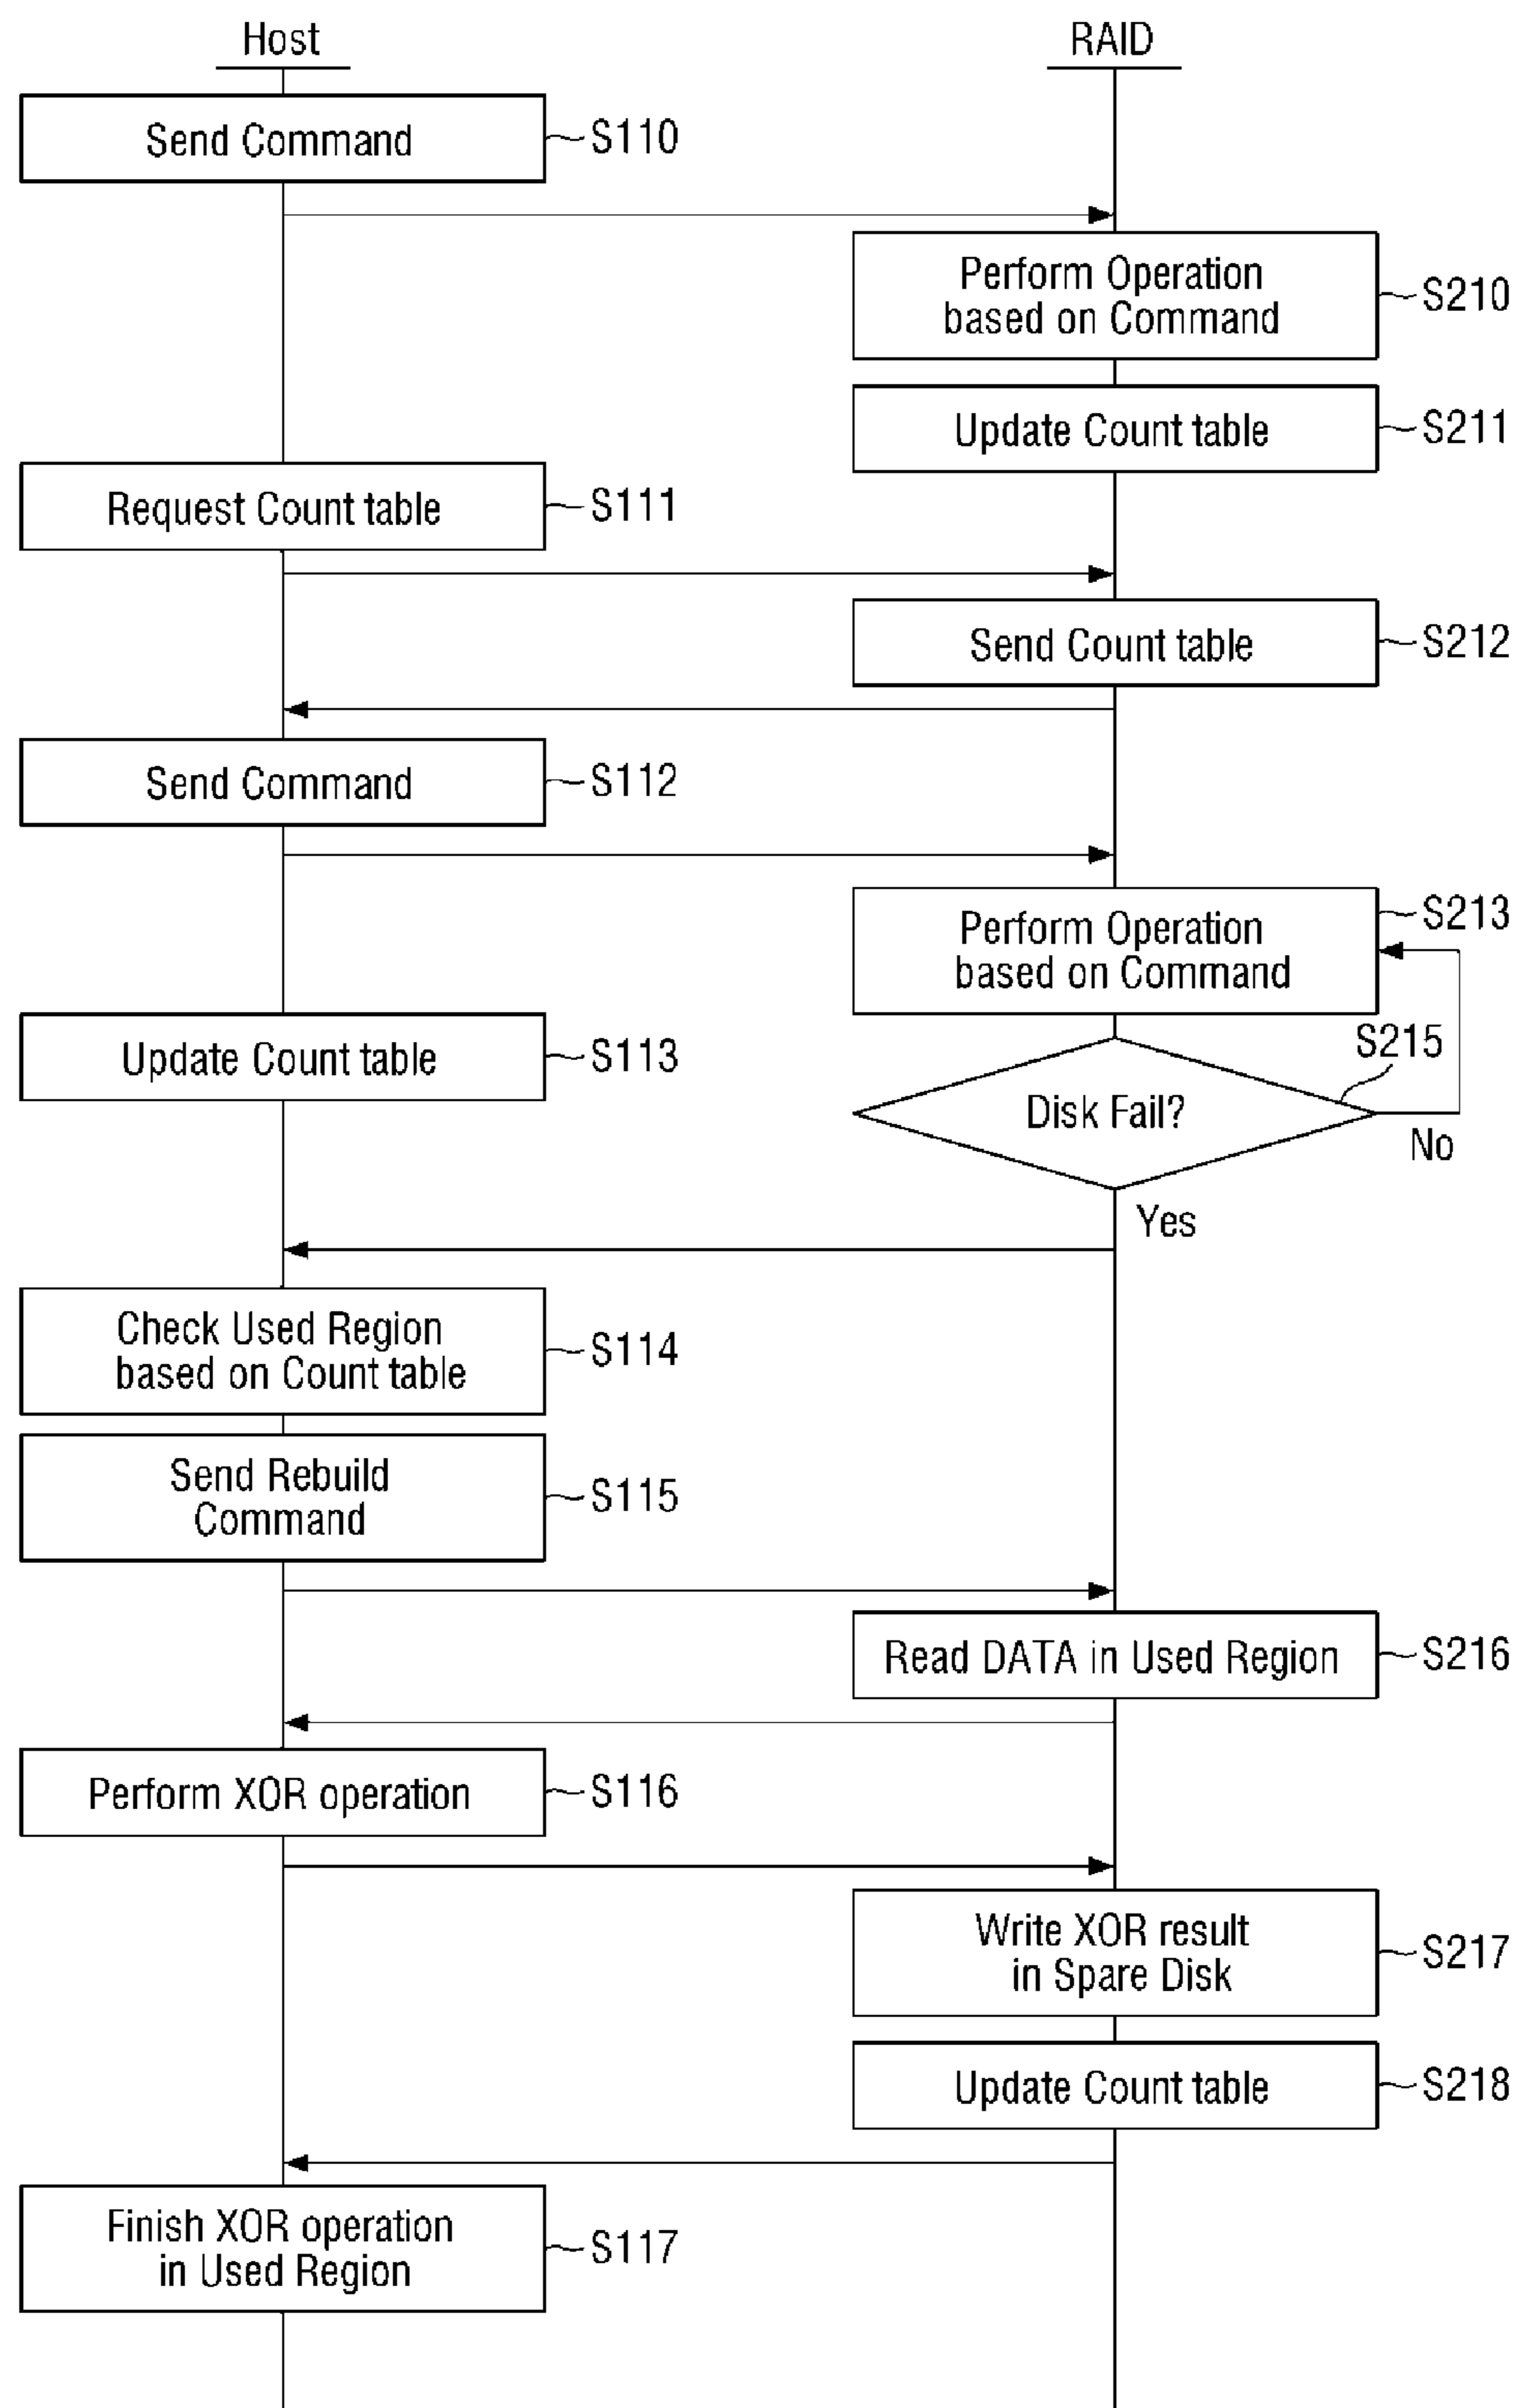 Host
RAID
Send Command
S110
Perform Operation
based on Command
S210
Update Count table
S211
Request Count table
S111
Send Count table
S212
Send Command
S112
Perform Operation
based on Command
S213
Update Count table
S113
S215
Disk Fail?
No
Yes
Check Used Region
based on Count table
S114
Send Rebuild
Command
S115
Read DATA in Used Region
S216
Perform XOR operation
S116
Write XOR result
in Spare Disk
S217
Update Count table
S218
Finish XOR operation
in Used Region
S117